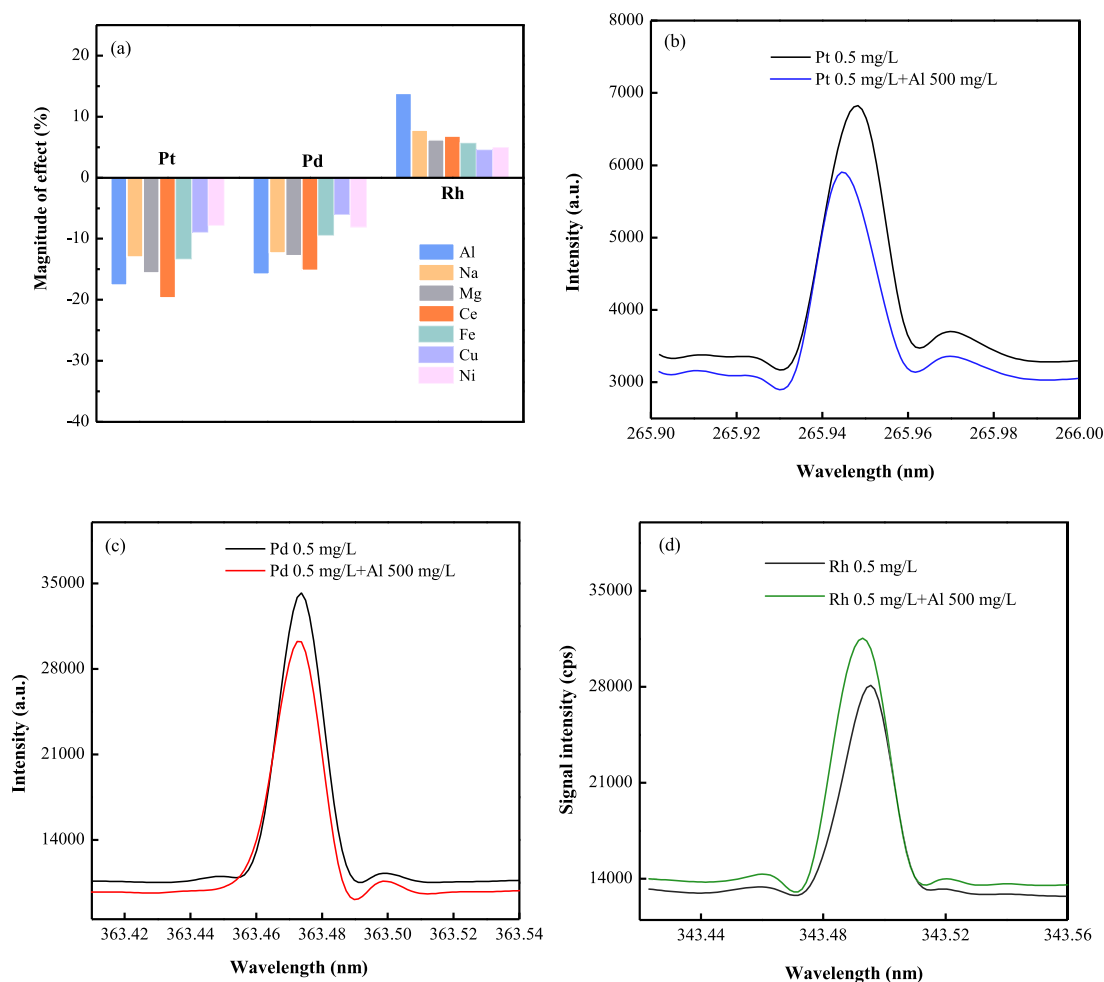 (a)
20
10
0
-10
-20
-30
-40
Magnitude of effect (%)
Pt
Pd
Rh
Al
Na
Mg
Ce
Fe
Cu
Ni
(b)
Pt 0.5 mg/L
Pt 0.5 mg/L+Al 500 mg/L
8000
7000
6000
5000
4000
3000
Intensity (a.u.)
265.90 265.92 265.94 265.96 265.98 266.00
Wavelength (nm)
(c)
Pd 0.5 mg/L
Pd 0.5 mg/L+Al 500 mg/L
35000
28000
21000
14000
Intensity (a.u.)
363.42 363.44 363.46 363.48 363.50 363.52 363.54
Wavelength (nm)
(d)
Rh 0.5 mg/L
Rh 0.5 mg/L+Al 500 mg/L
35000
28000
21000
14000
Signal intensity (cps)
343.44 343.48 343.52 343.56
Wavelength (nm)